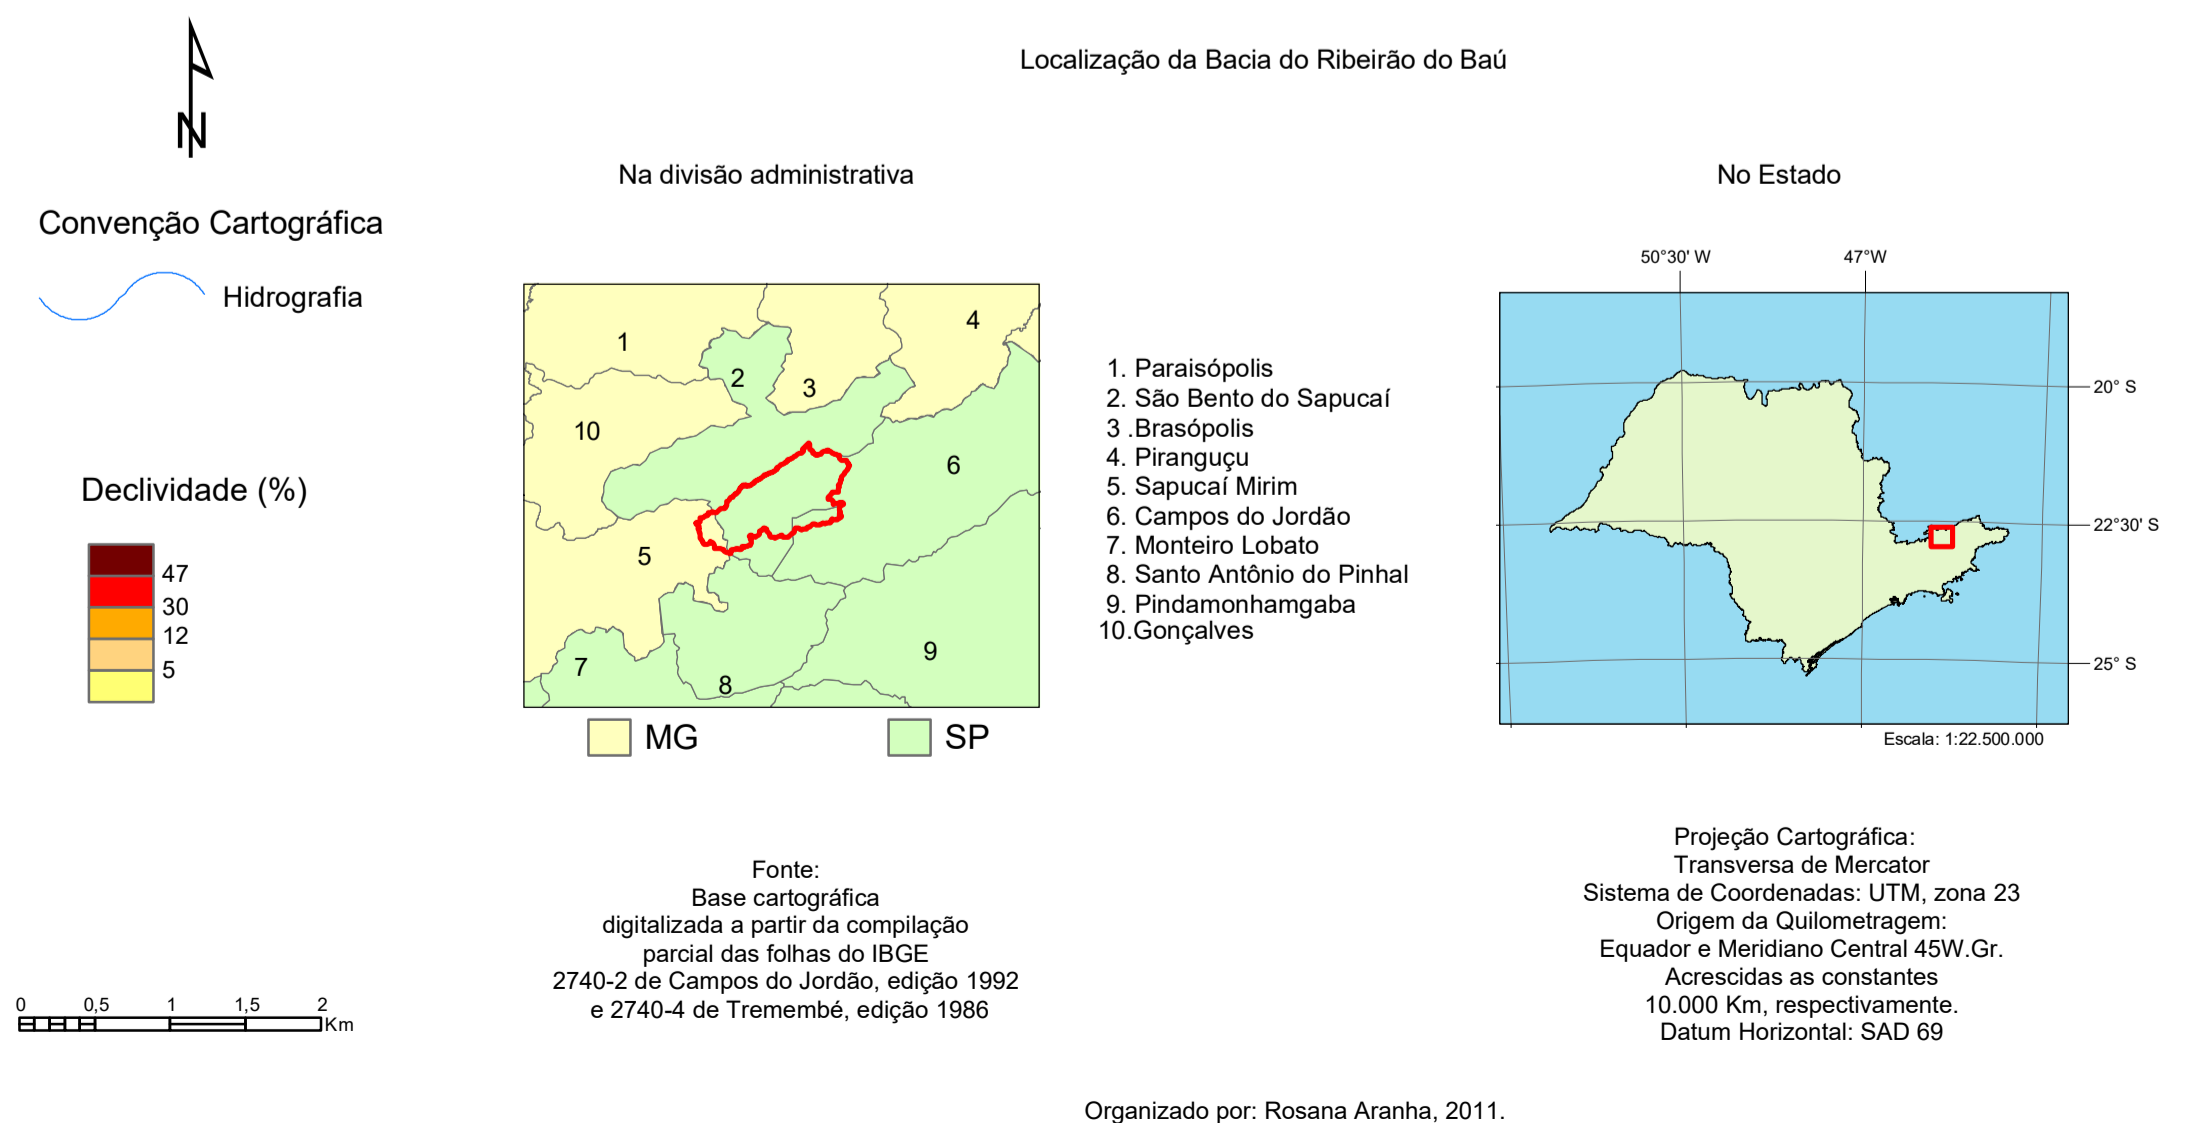 Localização da Bacia do Ribeirão do Baú
N
Convenção Cartográfica
Hidrografia
Declividade (%)
47
30
12
5
0 0,5 1 1,5 2
Km
Na divisão administrativa
1
2
3
4
10
6
5
7
8
9
MG
SP
1. Paraisópolis
2. São Bento do Sapucaí
3 .Brasópolis
4. Piranguçu
5. Sapucaí Mirim
6. Campos do Jordão
7. Monteiro Lobato
8. Santo Antônio do Pinhal
9. Pindamonhamgaba
10.Gonçalves
No Estado
50°30' W
47°W
20° S
22°30' S
25° S
Escala: 1:22.500.000
Fonte:
Base cartográfica
digitalizada a partir da compilação
parcial das folhas do IBGE
2740-2 de Campos do Jordão, edição 1992
e 2740-4 de Tremembé, edição 1986
Projeção Cartográfica:
Transversa de Mercator
Sistema de Coordenadas: UTM, zona 23
Origem da Quilometragem:
Equador e Meridiano Central 45W.Gr.
Acrescidas as constantes
10.000 Km, respectivamente.
Datum Horizontal: SAD 69
Organizado por: Rosana Aranha, 2011.